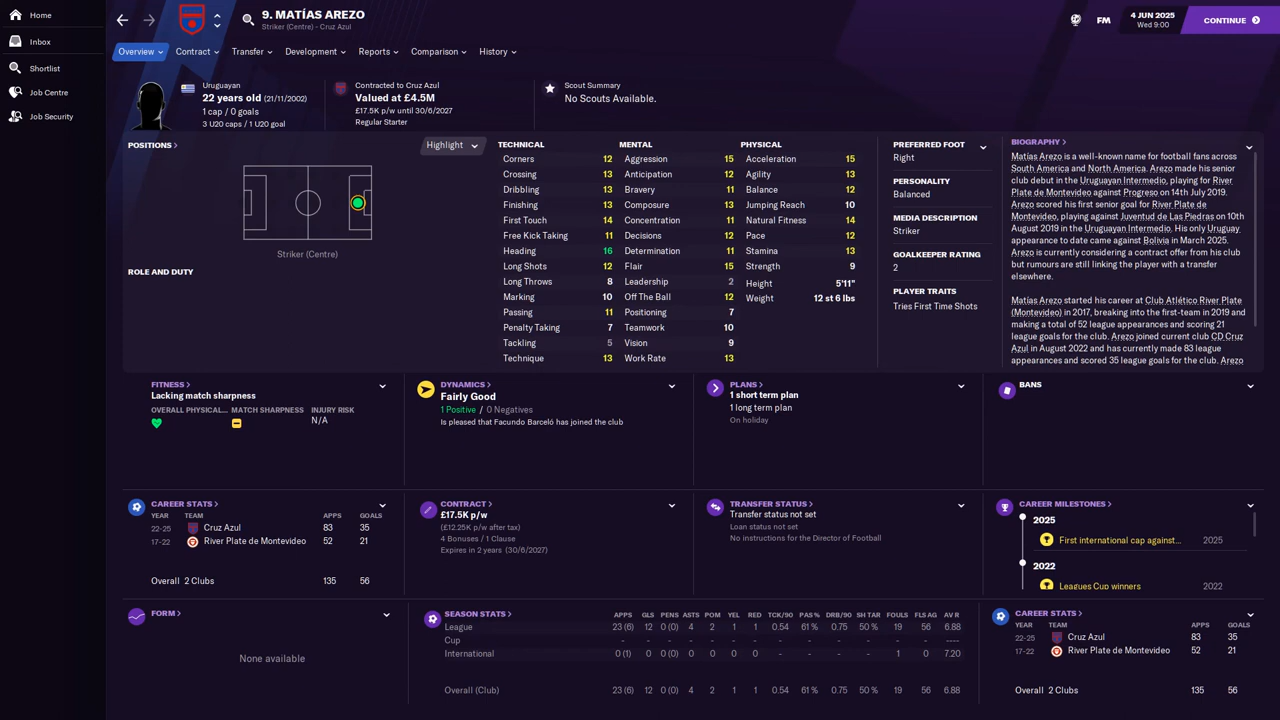 Home
Inbox
Shortlist
Job Centre
Job Security
9. MATÍAS AREZO
Striker (Centre) - Cruz Azul
FM
4 JUN 2025
Wed 9:00
CONTINUE
Overview
Contract
Transfer
Development
Reports
Comparison
History
Uruguayan
22 years old (21/11/2002)
1 cap / 0 goals
3 U20 caps / 1 U20 goal
Contracted to Cruz Azul
Valued at £4.5M
£17.5K p/w until 30/6/2027
Regular Starter
Scout Summary
No Scouts Available.
POSITIONS
Striker (Centre)
ROLE AND DUTY
Highlight
TECHNICAL
Corners 12
Crossing 13
Dribbling 13
Finishing 13
First Touch 14
Free Kick Taking 11
Heading 16
Long Shots 12
Long Throws 8
Marking 10
Passing 11
Penalty Taking 7
Tackling 5
Technique 13
MENTAL
Aggression 15
Anticipation 12
Bravery 11
Composure 13
Concentration 11
Decisions 12
Determination 11
Flair 15
Leadership 2
Off The Ball 12
Positioning 7
Teamwork 10
Vision 9
Work Rate 13
PHYSICAL
Acceleration 15
Agility 13
Balance 12
Jumping Reach 10
Natural Fitness 14
Pace 12
Stamina 13
Strength 9
Height 5'11"
Weight 12 st 6 lbs
PREFERRED FOOT
Right
PERSONALITY
Balanced
MEDIA DESCRIPTION
Striker
GOALKEEPER RATING
2
PLAYER TRAITS
Tries First Time Shots
BIOGRAPHY
Matías Arezo is a well-known name for football fans across
South America and North America. Arezo made his senior
club debut in the Uruguayan Intermedio, playing for River
Plate de Montevideo against Progreso on 14th July 2019.
Arezo scored his first senior goal for River Plate de
Montevideo, playing against Juventud de Las Piedras on 10th
August 2019 in the Uruguayan Intermedio. His only Uruguay
appearance to date came against Bolivia in March 2025.
Arezo is currently considering a contract offer from his club
but rumours are still linking the player with a transfer
elsewhere.
Matías Arezo started his career at Club Atlético River Plate
(Montevideo) in 2017, breaking into the first-team in 2019 and
making a total of 52 league appearances and scoring 21
league goals for the club. Arezo joined current club CD Cruz
Azul in August 2022 and has currently made 83 league
appearances and scored 35 league goals for the club. Arezo
FITNESS
Lacking match sharpness
OVERALL PHYSICAL... MATCH SHARPNESS INJURY RISK
N/A
DYNAMICS
Fairly Good
1 Positive / 0 Negatives
Is pleased that Facundo Barceló has joined the club
PLANS
1 short term plan
1 long term plan
On holiday
BANS
CAREER STATS
YEAR TEAM APPS GOALS
22-25 Cruz Azul 83 35
17-22 River Plate de Montevideo 52 21
Overall 2 Clubs 135 56
CONTRACT
£17.5K p/w
(£12.25K p/w after tax)
4 Bonuses / 1 Clause
Expires in 2 years (30/6/2027)
TRANSFER STATUS
Transfer status not set
Loan status not set
No instructions for the Director of Football
CAREER MILESTONES
2025
First international cap against... 2025
2022
Leagues Cup winners 2022
FORM
None available
SEASON STATS APPS GLS PENS ASTS POM YEL RED TCK/90 PAS % DRB/90 SH TAR FOULS FLS AG AV R
League 23 (6) 12 0 (0) 4 2 1 1 0.54 61 % 0.75 50 % 19 56 6.88
Cup - - - - - - - - - - - - - ----
International 0 (1) 0 0 (0) 0 0 0 0 - - - - 1 0 7.20
Overall (Club) 23 (6) 12 0 (0) 4 2 1 1 0.54 61 % 0.75 50 % 19 56 6.88
CAREER STATS
YEAR TEAM APPS GOALS
22-25 Cruz Azul 83 35
17-22 River Plate de Montevideo 52 21
Overall 2 Clubs 135 56